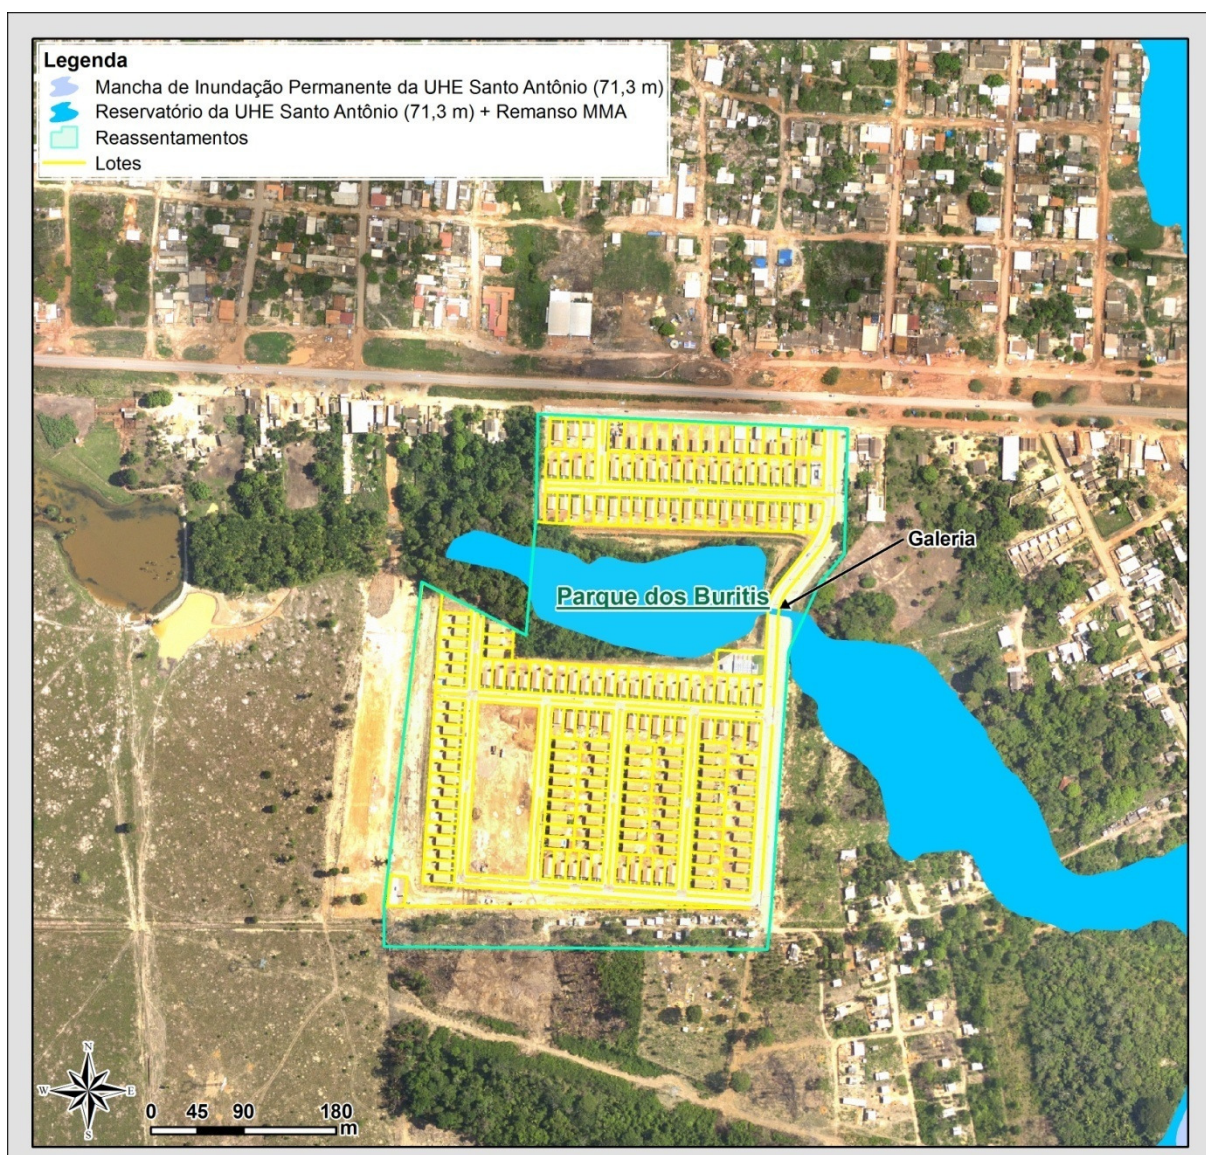 Legenda
Mancha de Inundação Permanente da UHE Santo Antônio (71,3 m)
Reservatório da UHE Santo Antônio (71,3 m) + Remanso MMA
Reassentamentos
Lotes
Galeria
Parque dos Buritis
N
W E
S
0 45 90 180
m